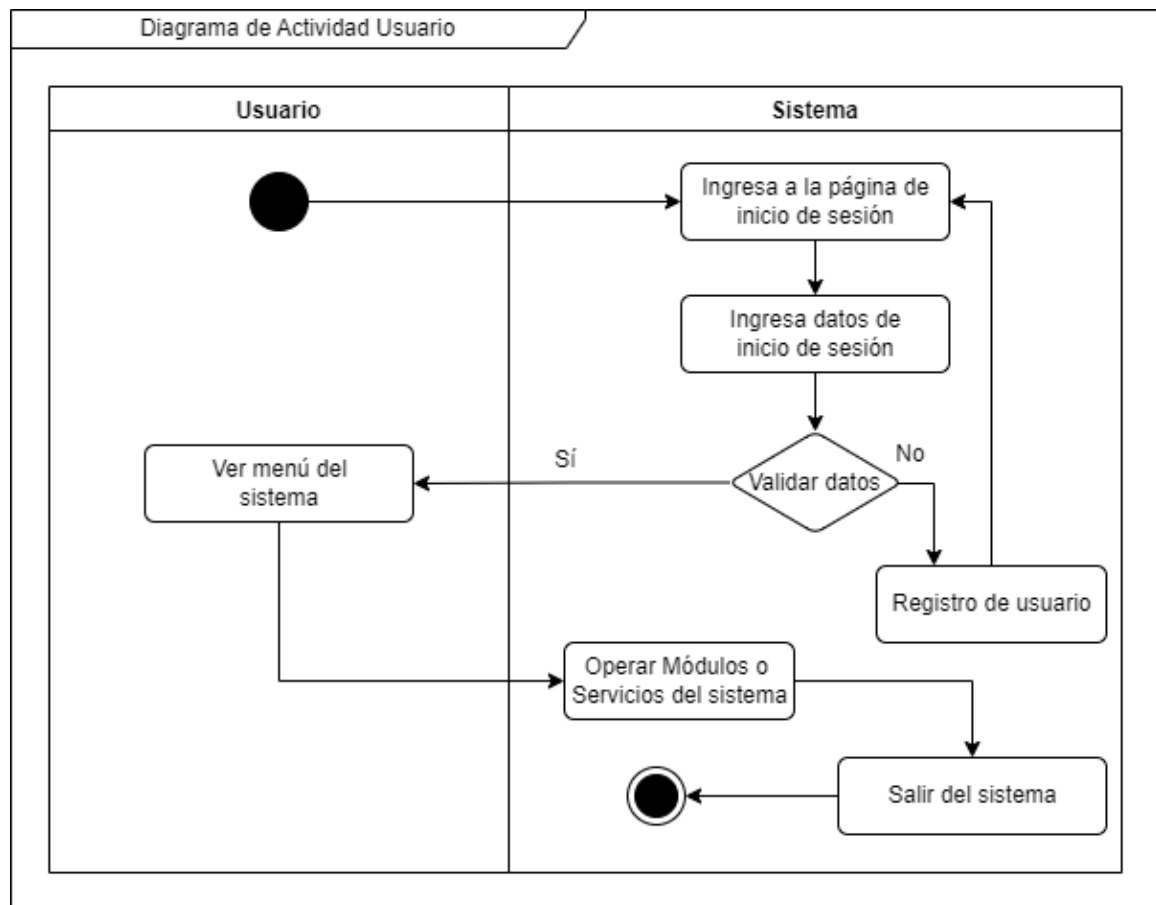 Diagrama de Actividad Usuario
Usuario
Sistema
Ingresa a la página de
inicio de sesión
Ingresa datos de
inicio de sesión
Ver menú del
sistema
Sí
Validar datos
No
Registro de usuario
Operar Módulos o
Servicios del sistema
Salir del sistema